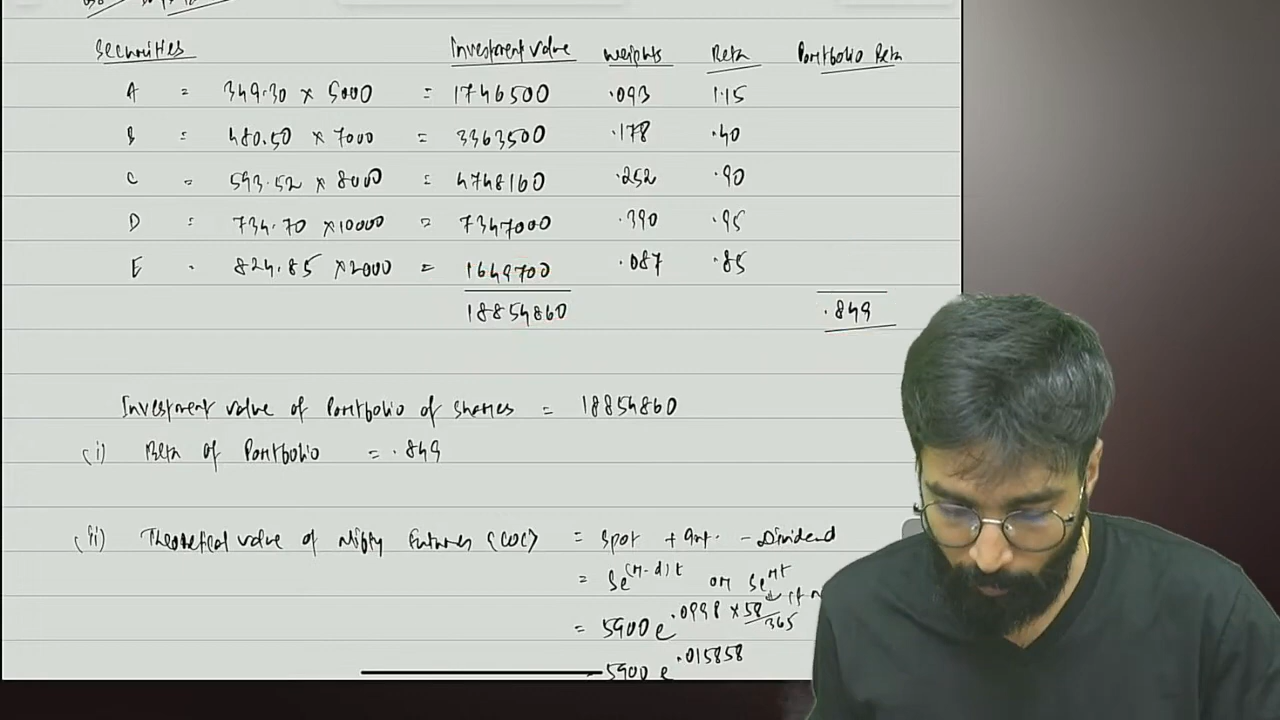 Securities Investment value weights Beta Portfolio Beta
A = 349.30 × 5000 = 1746500 .093 1.15
B = 480.50 × 7000 = 3363500 .178 .40
C = 593.52 × 8000 = 4748160 .252 .90
D = 734.70 × 10000 = 7347000 .390 .95
E = 824.85 × 2000 = 1649700 .087 .85
18854860 .849
Investment value of Portfolio of shares = 18854860
(i) Beta of Portfolio = .849
(ii) Theoretical value of Nifty Futures (COC) = Spot + Int. - Dividend
= Se^(r-d)t or Se^rt
= 5900 e^.0998 × 58/365
5900 e^.015858